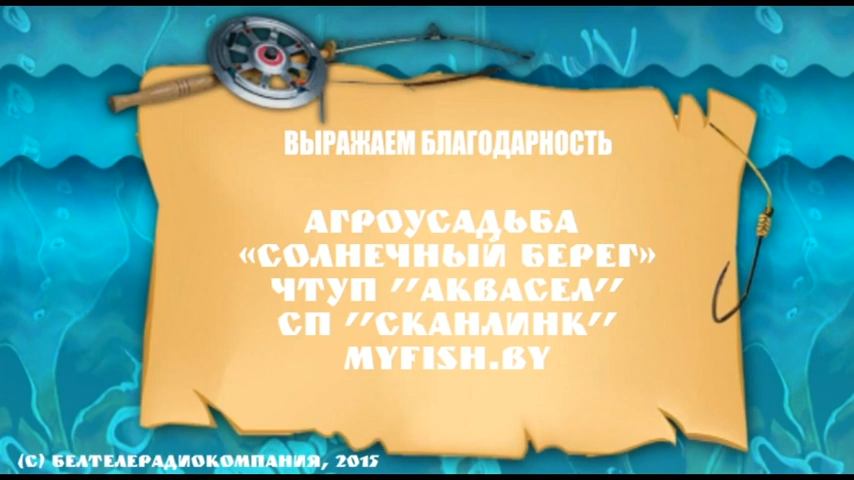 ВЫРАЖАЕМ БЛАГОДАРНОСТЬ
АГРОУСАДЬБА
«СОЛНЕЧНЫЙ БЕРЕГ»
ЧТУП "АКВАСЕЛ"
СП "СКАНЛИНК"
MYFISH.BY
(С) БЕЛТЕЛЕРАДИОКОМПАНИЯ, 2015